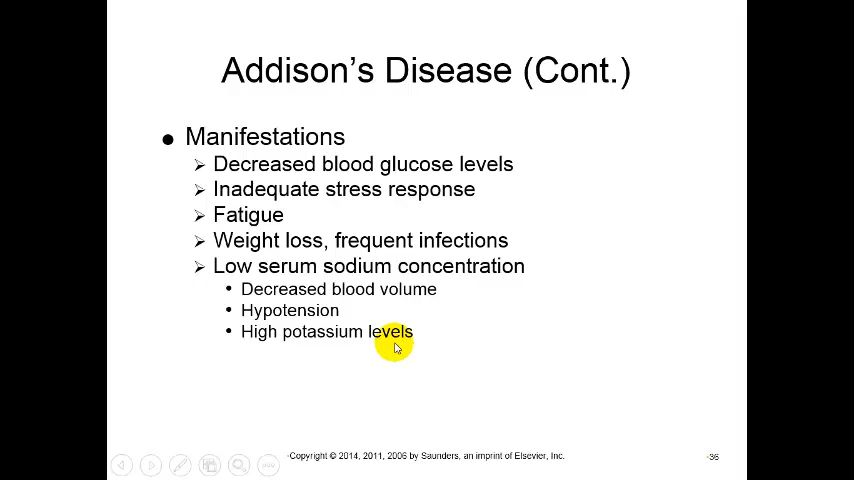 Addison's Disease (Cont.)
● Manifestations
➢ Decreased blood glucose levels
➢ Inadequate stress response
➢ Fatigue
➢ Weight loss, frequent infections
➢ Low serum sodium concentration
• Decreased blood volume
• Hypotension
• High potassium levels
•Copyright © 2014, 2011, 2006 by Saunders, an imprint of Elsevier, Inc.
•36